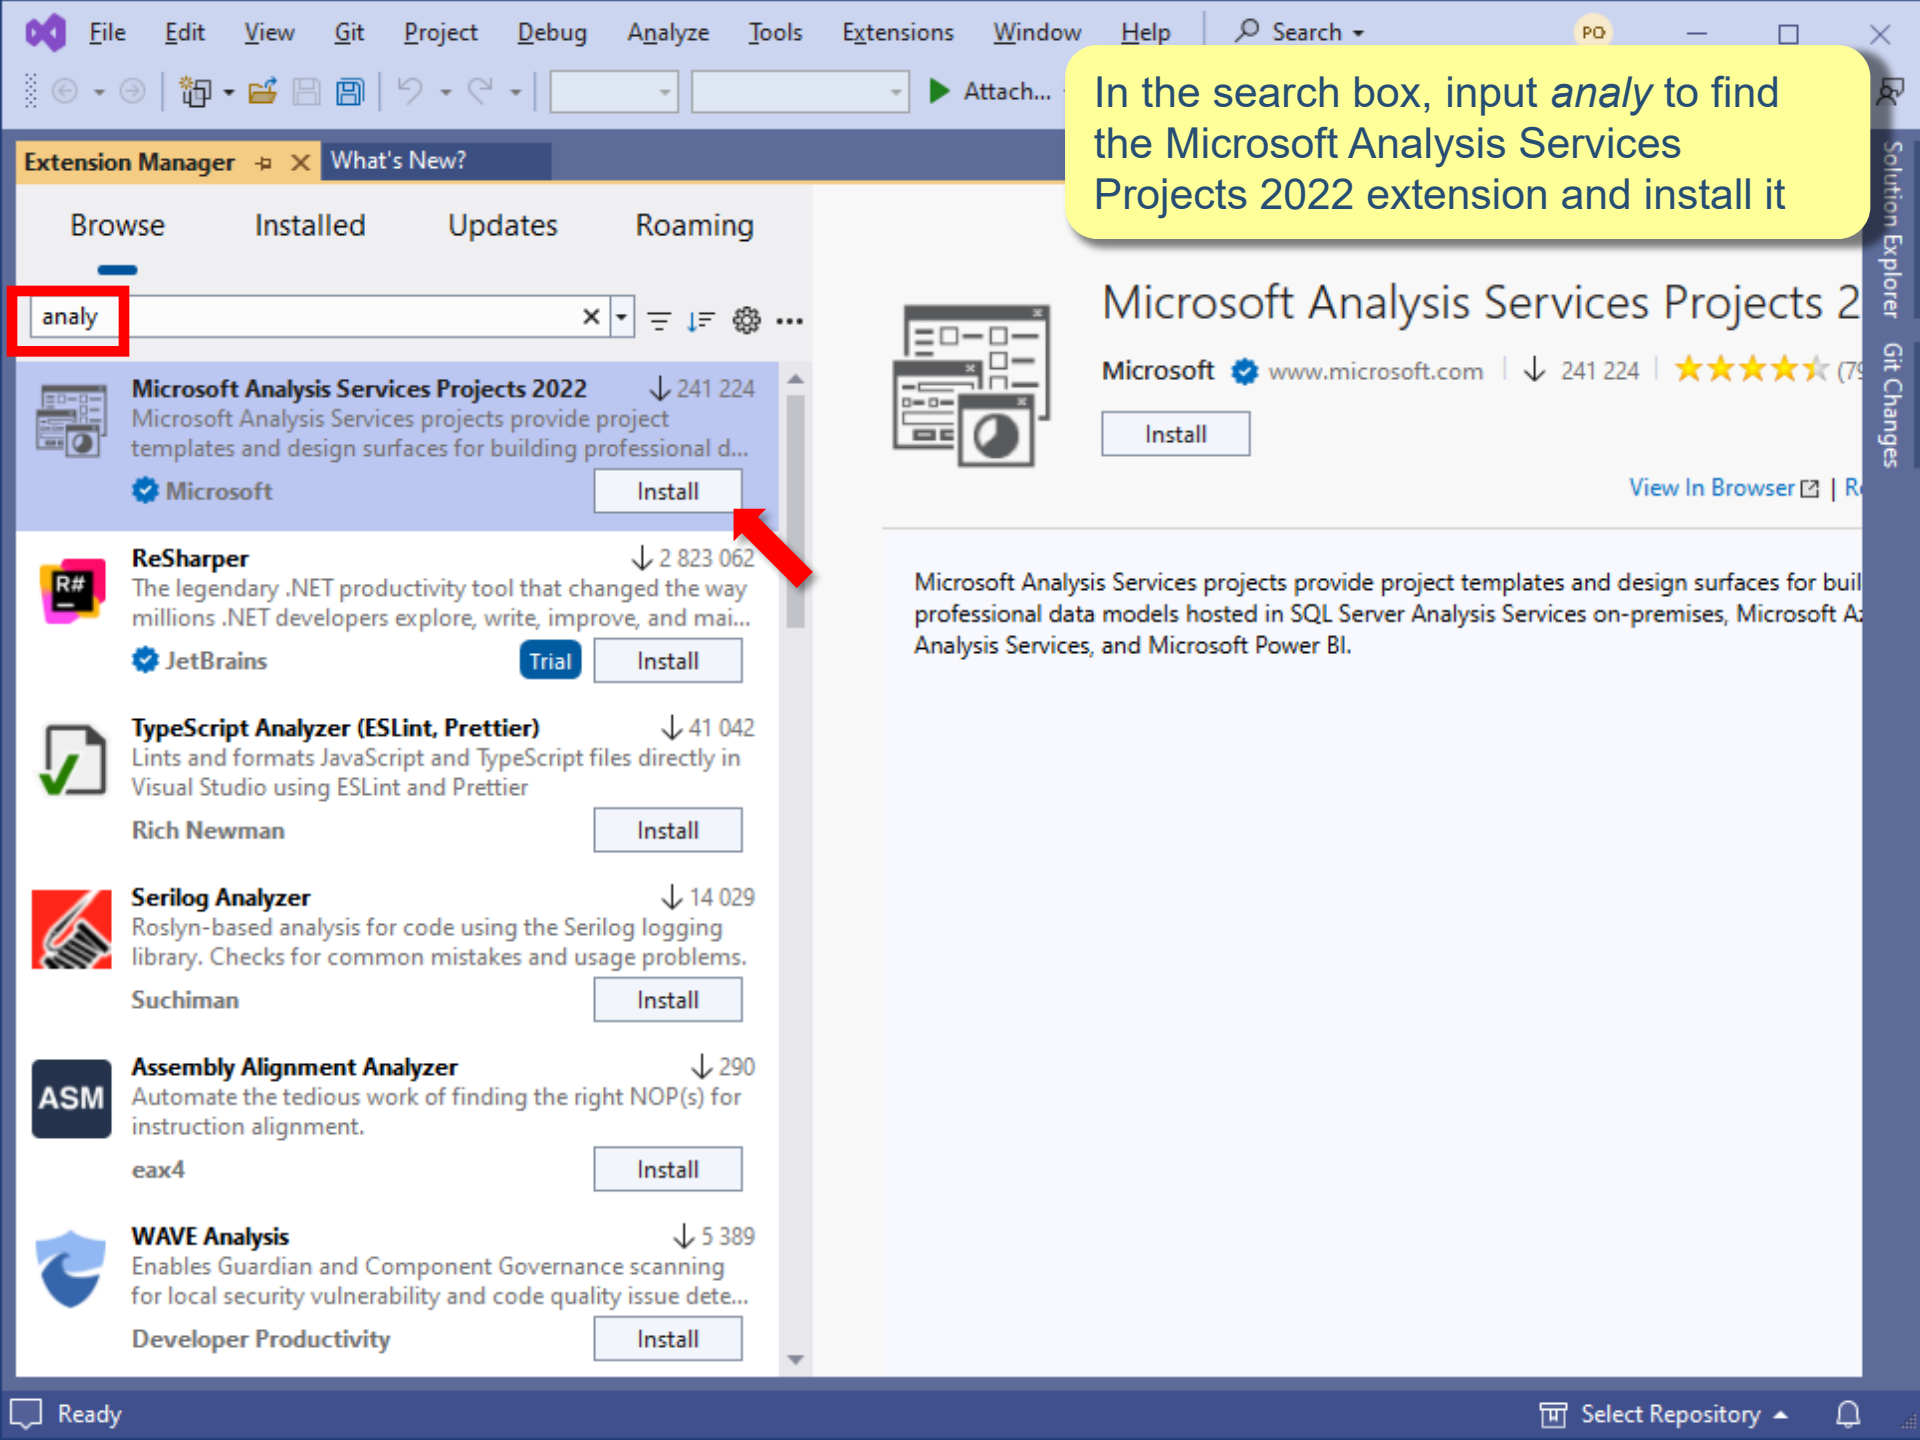 File Edit View Git Project Debug Analyze Tools Extensions Window Help Search PO
Attach...
In the search box, input analy to find
the Microsoft Analysis Services
Projects 2022 extension and install it
Extension Manager What's New?
Browse Installed Updates Roaming
analy
Microsoft Analysis Services Projects 2022 241 224
Microsoft Analysis Services projects provide project
templates and design surfaces for building professional d...
Microsoft Install
ReSharper 2 823 062
R#
The legendary .NET productivity tool that changed the way
millions .NET developers explore, write, improve, and mai...
JetBrains Trial Install
TypeScript Analyzer (ESLint, Prettier) 41 042
Lints and formats JavaScript and TypeScript files directly in
Visual Studio using ESLint and Prettier
Rich Newman Install
Serilog Analyzer 14 029
Roslyn-based analysis for code using the Serilog logging
library. Checks for common mistakes and usage problems.
Suchiman Install
Assembly Alignment Analyzer 290
ASM
Automate the tedious work of finding the right NOP(s) for
instruction alignment.
eax4 Install
WAVE Analysis 5 389
Enables Guardian and Component Governance scanning
for local security vulnerability and code quality issue dete...
Developer Productivity Install
Microsoft Analysis Services Projects 2
Microsoft www.microsoft.com 241 224 (79
Install
View In Browser | R
Microsoft Analysis Services projects provide project templates and design surfaces for buil
professional data models hosted in SQL Server Analysis Services on-premises, Microsoft Az
Analysis Services, and Microsoft Power BI.
Solution Explorer
Git Changes
Ready Select Repository